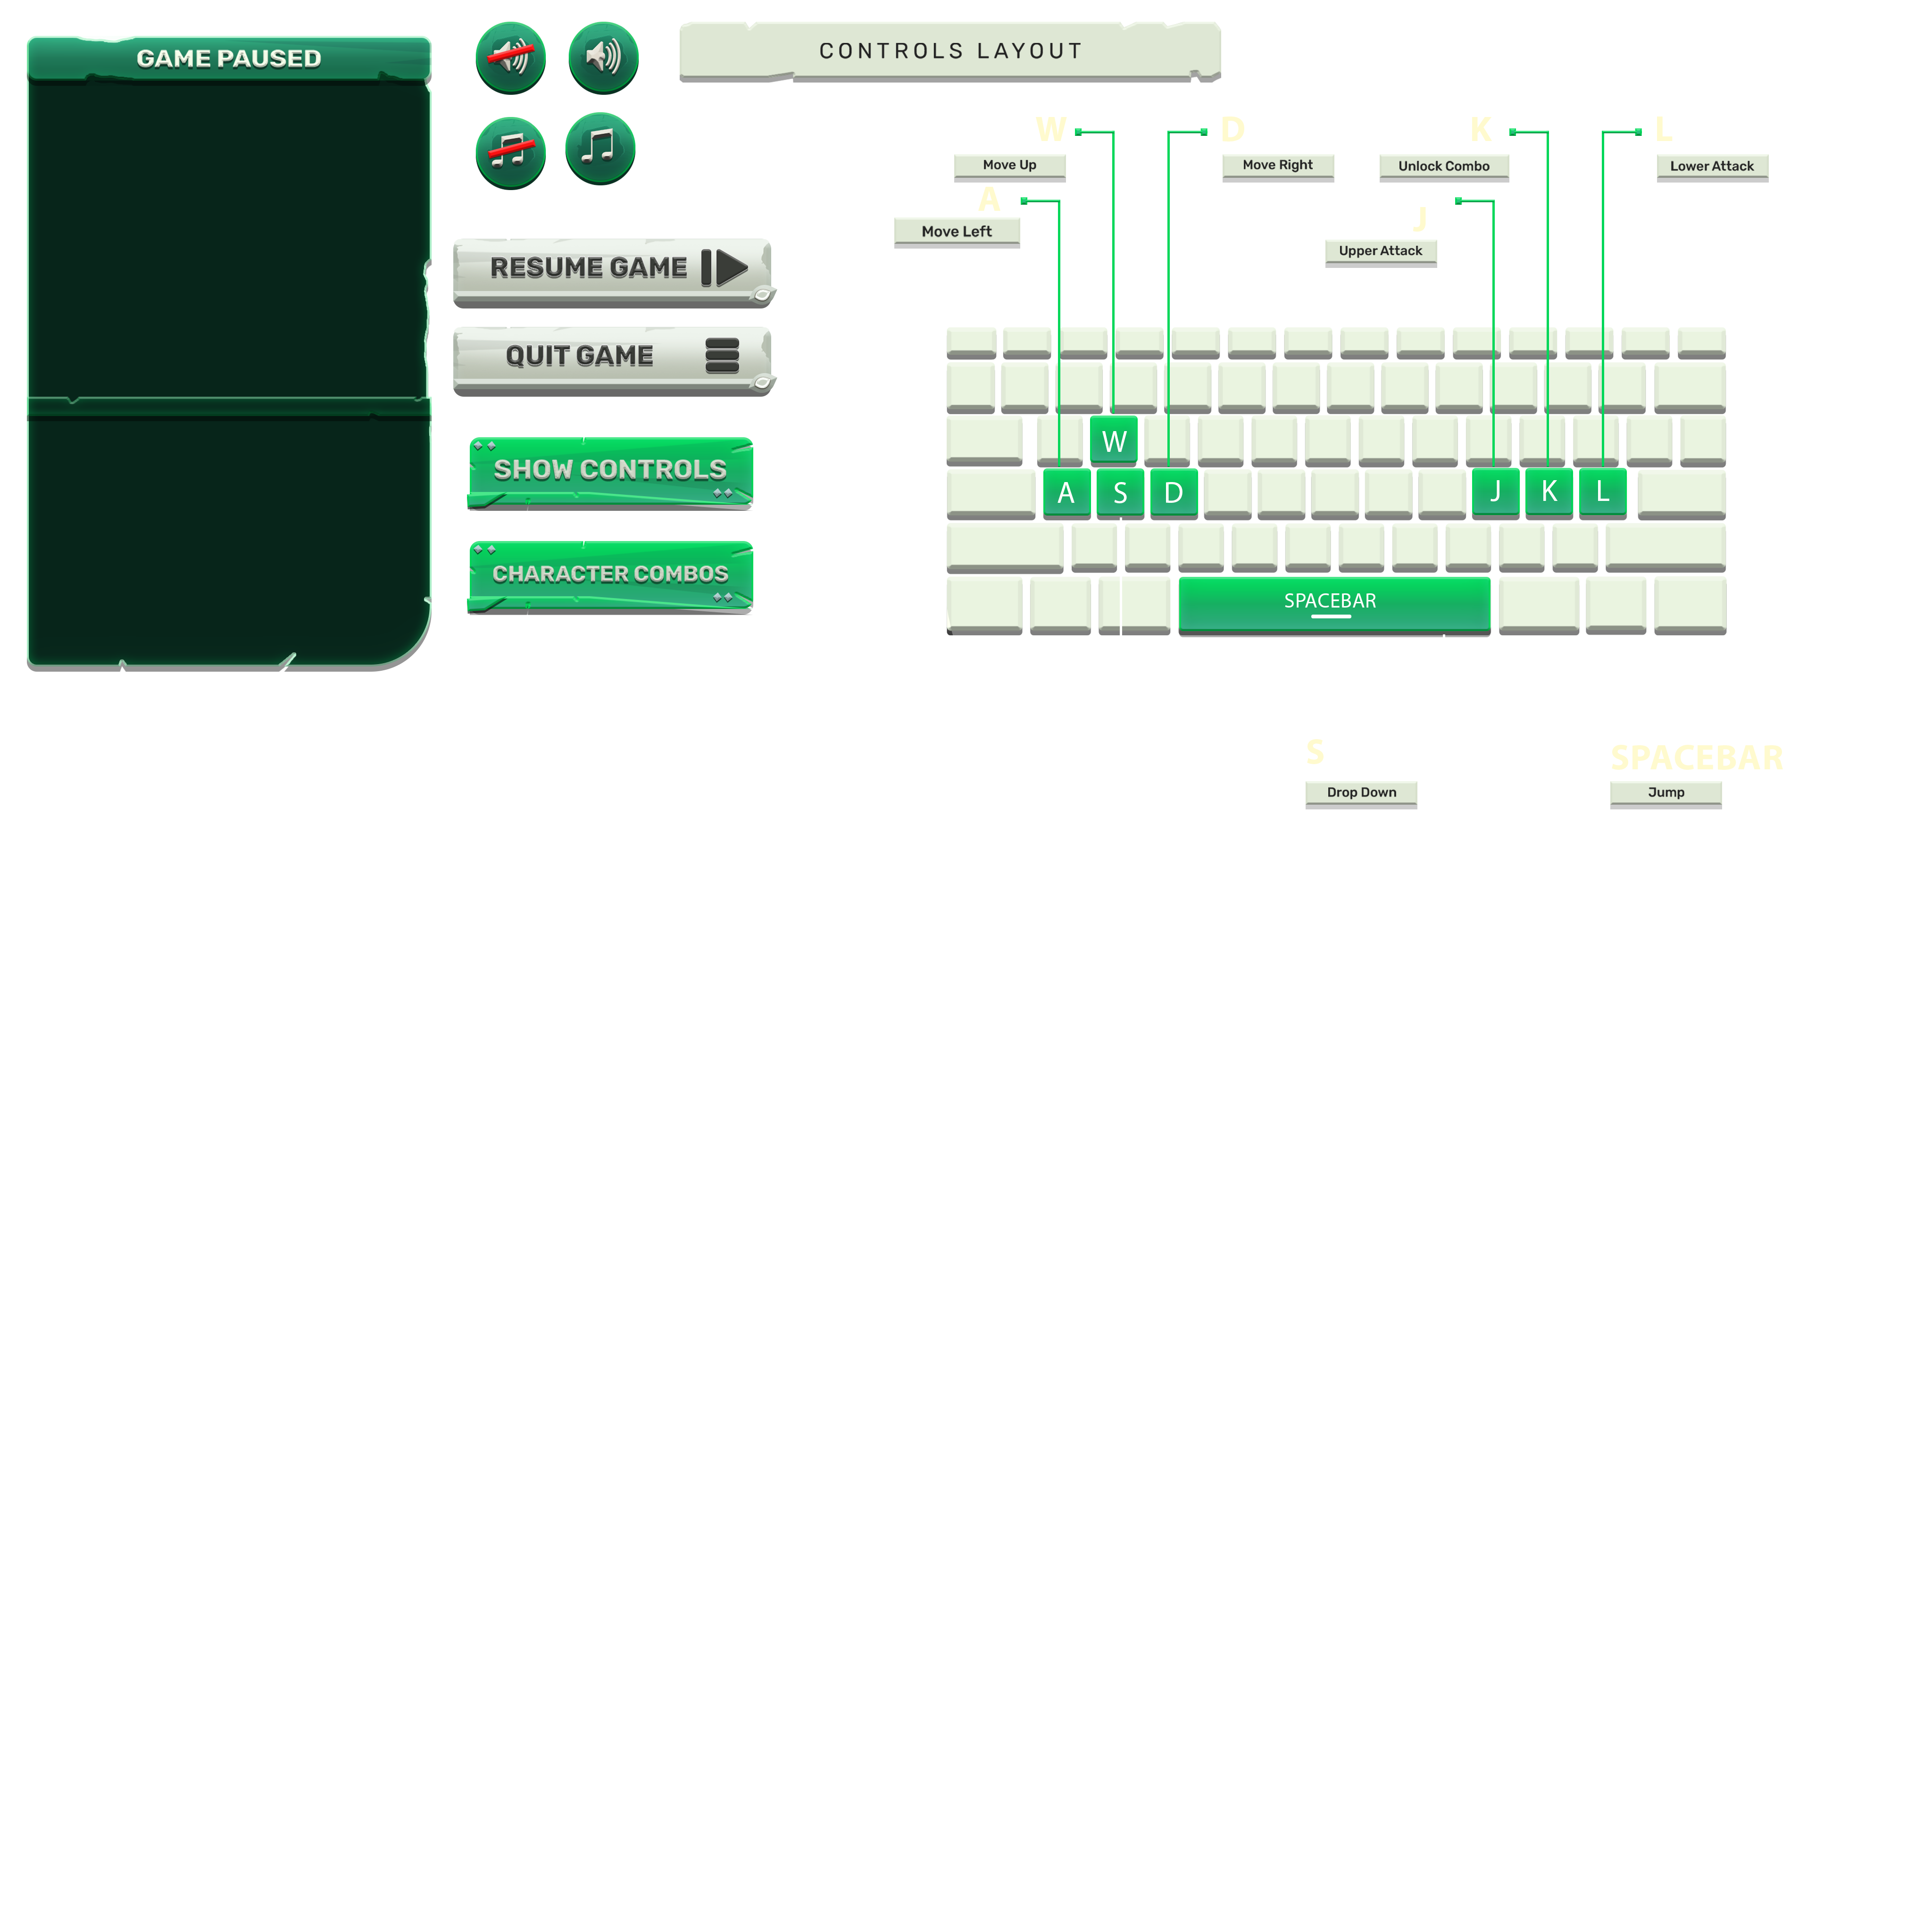 GAME PAUSED
CONTROLS LAYOUT
W
D
K
L
Move Up
Move Right
Unlock Combo
Lower Attack
A
J
Move Left
Upper Attack
RESUME GAME
QUIT GAME
SHOW CONTROLS
CHARACTER COMBOS
W
A
S
D
J
K
L
SPACEBAR
S
SPACEBAR
Drop Down
Jump